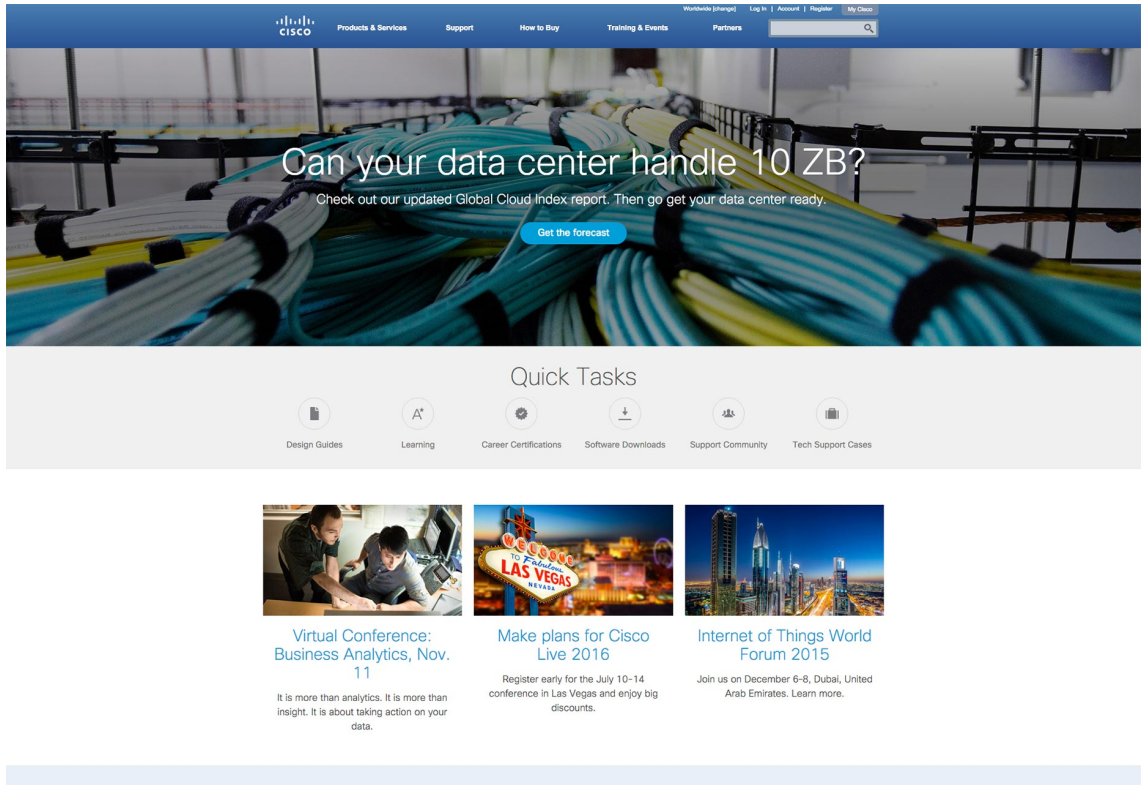 Worldwide [change] Log In | Account | Register My Cisco
CISCO Products & Services Support How to Buy Training & Events Partners
Can your data center handle 10 ZB?
Check out our updated Global Cloud Index report. Then go get your data center ready.
Get the forecast
Quick Tasks
Design Guides Learning Career Certifications Software Downloads Support Community Tech Support Cases
WELCOME
TO Fabulous
LAS VEGAS
NEVADA
Virtual Conference:
Business Analytics, Nov.
11
It is more than analytics. It is more than
insight. It is about taking action on your
data.
Make plans for Cisco
Live 2016
Register early for the July 10-14
conference in Las Vegas and enjoy big
discounts.
Internet of Things World
Forum 2015
Join us on December 6-8, Dubai, United
Arab Emirates. Learn more.